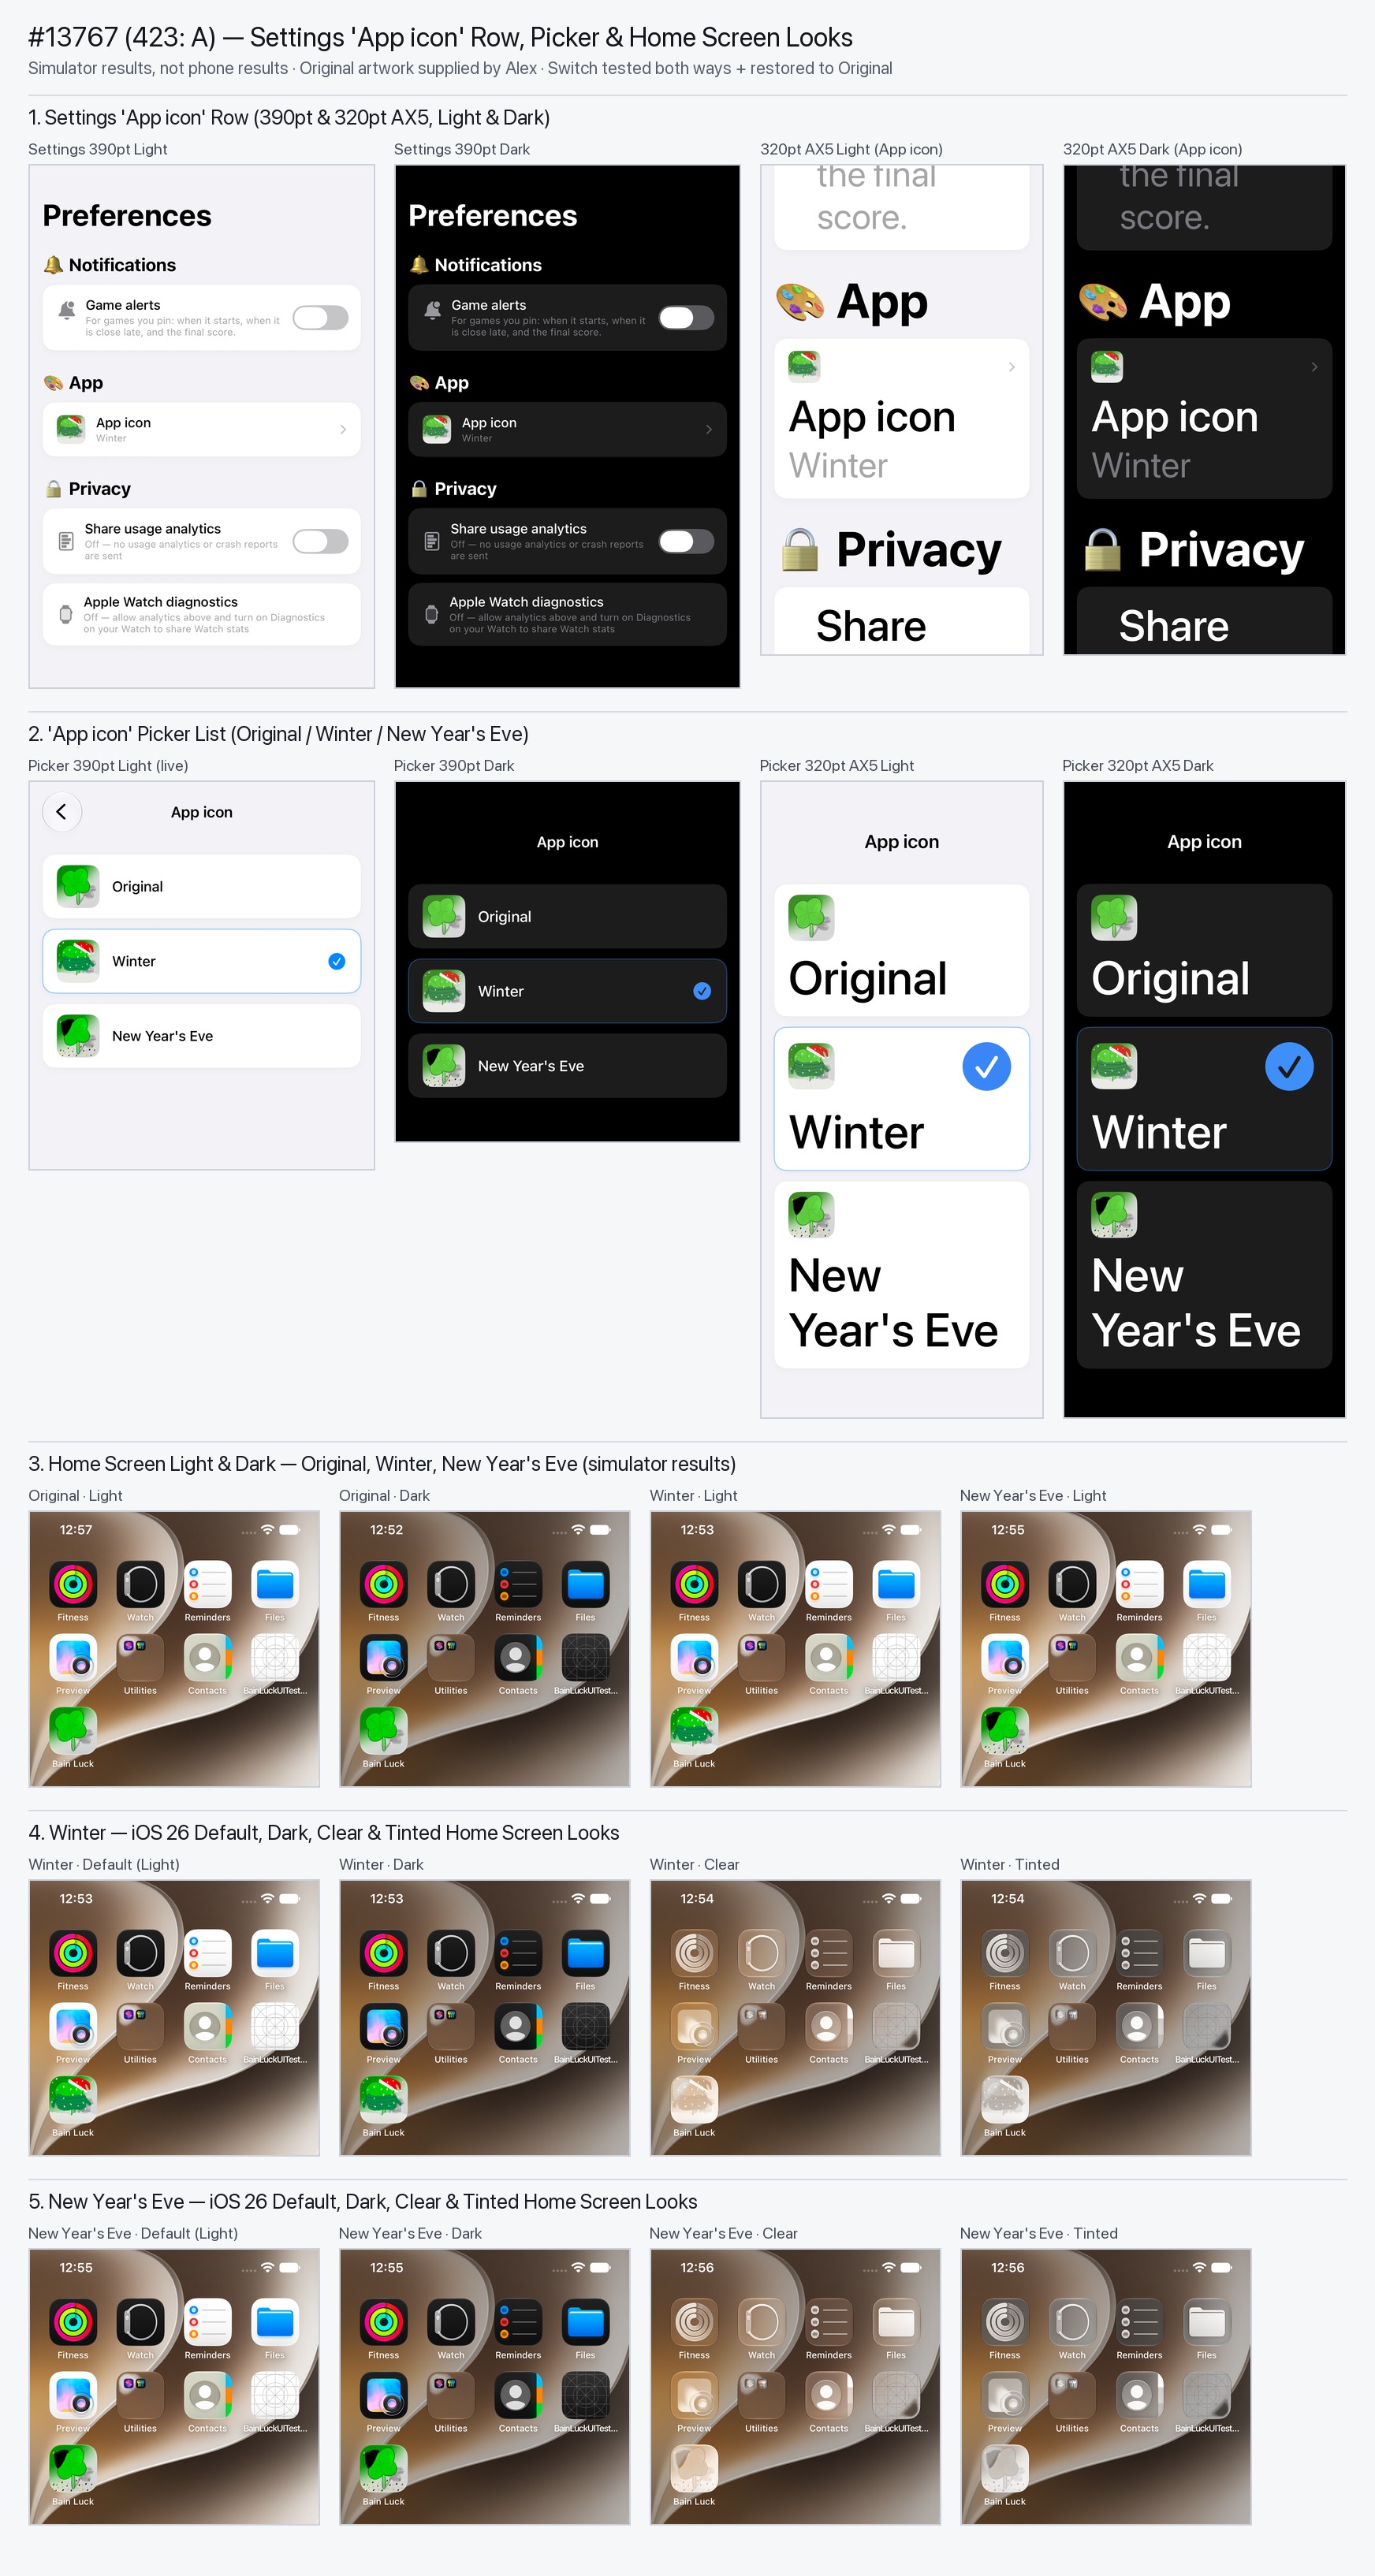 #13767 (423: A) — Settings 'App icon' Row, Picker & Home Screen Looks
Simulator results, not phone results · Original artwork supplied by Alex · Switch tested both ways + restored to Original
1. Settings 'App icon' Row (390pt & 320pt AX5, Light & Dark)
Settings 390pt Light
Preferences
Notifications
Game alerts
For games you pin: when it starts, when it
is close late, and the final score.
App
App icon
Winter
Privacy
Share usage analytics
Off — no usage analytics or crash reports
are sent
Apple Watch diagnostics
Off — allow analytics above and turn on Diagnostics
on your Watch to share Watch stats
Settings 390pt Dark
Preferences
Notifications
Game alerts
For games you pin: when it starts, when it
is close late, and the final score.
App
App icon
Winter
Privacy
Share usage analytics
Off — no usage analytics or crash reports
are sent
Apple Watch diagnostics
Off — allow analytics above and turn on Diagnostics
on your Watch to share Watch stats
320pt AX5 Light (App icon)
the final
score.
App
App icon
Winter
Privacy
Share
320pt AX5 Dark (App icon)
the final
score.
App
App icon
Winter
Privacy
Share
2. 'App icon' Picker List (Original / Winter / New Year's Eve)
Picker 390pt Light (live)
App icon
Original
Winter
New Year's Eve
Picker 390pt Dark
App icon
Original
Winter
New Year's Eve
Picker 320pt AX5 Light
App icon
Original
Winter
New
Year's Eve
Picker 320pt AX5 Dark
App icon
Original
Winter
New
Year's Eve
3. Home Screen Light & Dark — Original, Winter, New Year's Eve (simulator results)
Original · Light
12:57
Fitness Watch Reminders Files
Preview Utilities Contacts BainLuckUITest...
Bain Luck
Original · Dark
12:52
Fitness Watch Reminders Files
Preview Utilities Contacts BainLuckUITest...
Bain Luck
Winter · Light
12:53
Fitness Watch Reminders Files
Preview Utilities Contacts BainLuckUITest...
Bain Luck
New Year's Eve · Light
12:55
Fitness Watch Reminders Files
Preview Utilities Contacts BainLuckUITest...
Bain Luck
4. Winter — iOS 26 Default, Dark, Clear & Tinted Home Screen Looks
Winter · Default (Light)
12:53
Fitness Watch Reminders Files
Preview Utilities Contacts BainLuckUITest...
Bain Luck
Winter · Dark
12:53
Fitness Watch Reminders Files
Preview Utilities Contacts BainLuckUITest...
Bain Luck
Winter · Clear
12:54
Fitness Watch Reminders Files
Preview Utilities Contacts BainLuckUITest...
Bain Luck
Winter · Tinted
12:54
Fitness Watch Reminders Files
Preview Utilities Contacts BainLuckUITest...
Bain Luck
5. New Year's Eve — iOS 26 Default, Dark, Clear & Tinted Home Screen Looks
New Year's Eve · Default (Light)
12:55
Fitness Watch Reminders Files
Preview Utilities Contacts BainLuckUITest...
Bain Luck
New Year's Eve · Dark
12:55
Fitness Watch Reminders Files
Preview Utilities Contacts BainLuckUITest...
Bain Luck
New Year's Eve · Clear
12:56
Fitness Watch Reminders Files
Preview Utilities Contacts BainLuckUITest...
Bain Luck
New Year's Eve · Tinted
12:56
Fitness Watch Reminders Files
Preview Utilities Contacts BainLuckUITest...
Bain Luck